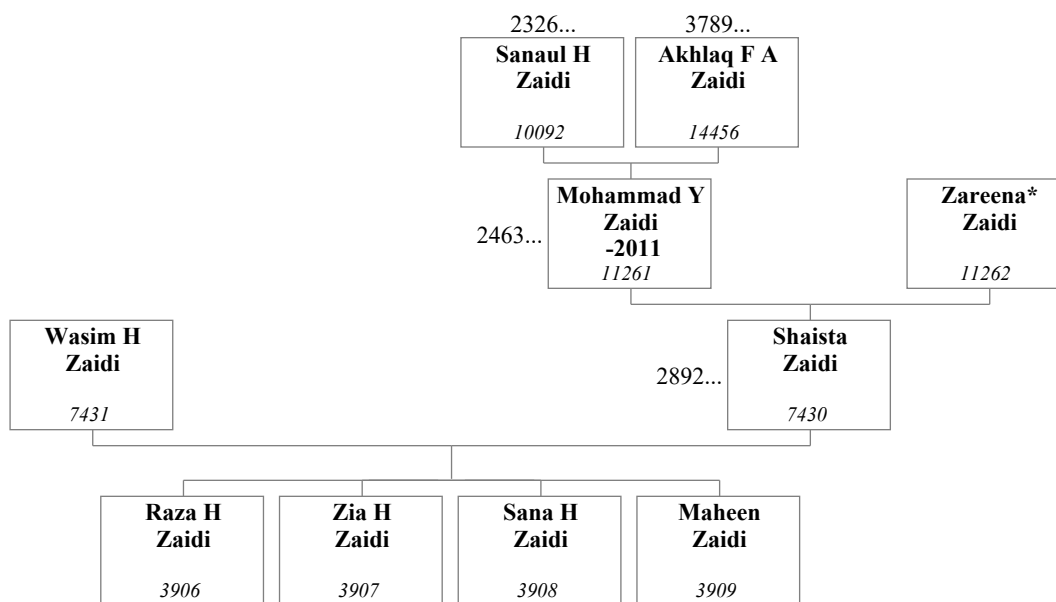 2326...
3789...
Sanaul H
Zaidi
10092
Akhlaq F A
Zaidi
14456
2463...
Mohammad Y
Zaidi
-2011
11261
Zareena*
Zaidi
11262
Wasim H
Zaidi
7431
2892...
Shaista
Zaidi
7430
Raza H
Zaidi
3906
Zia H
Zaidi
3907
Sana H
Zaidi
3908
Maheen
Zaidi
3909